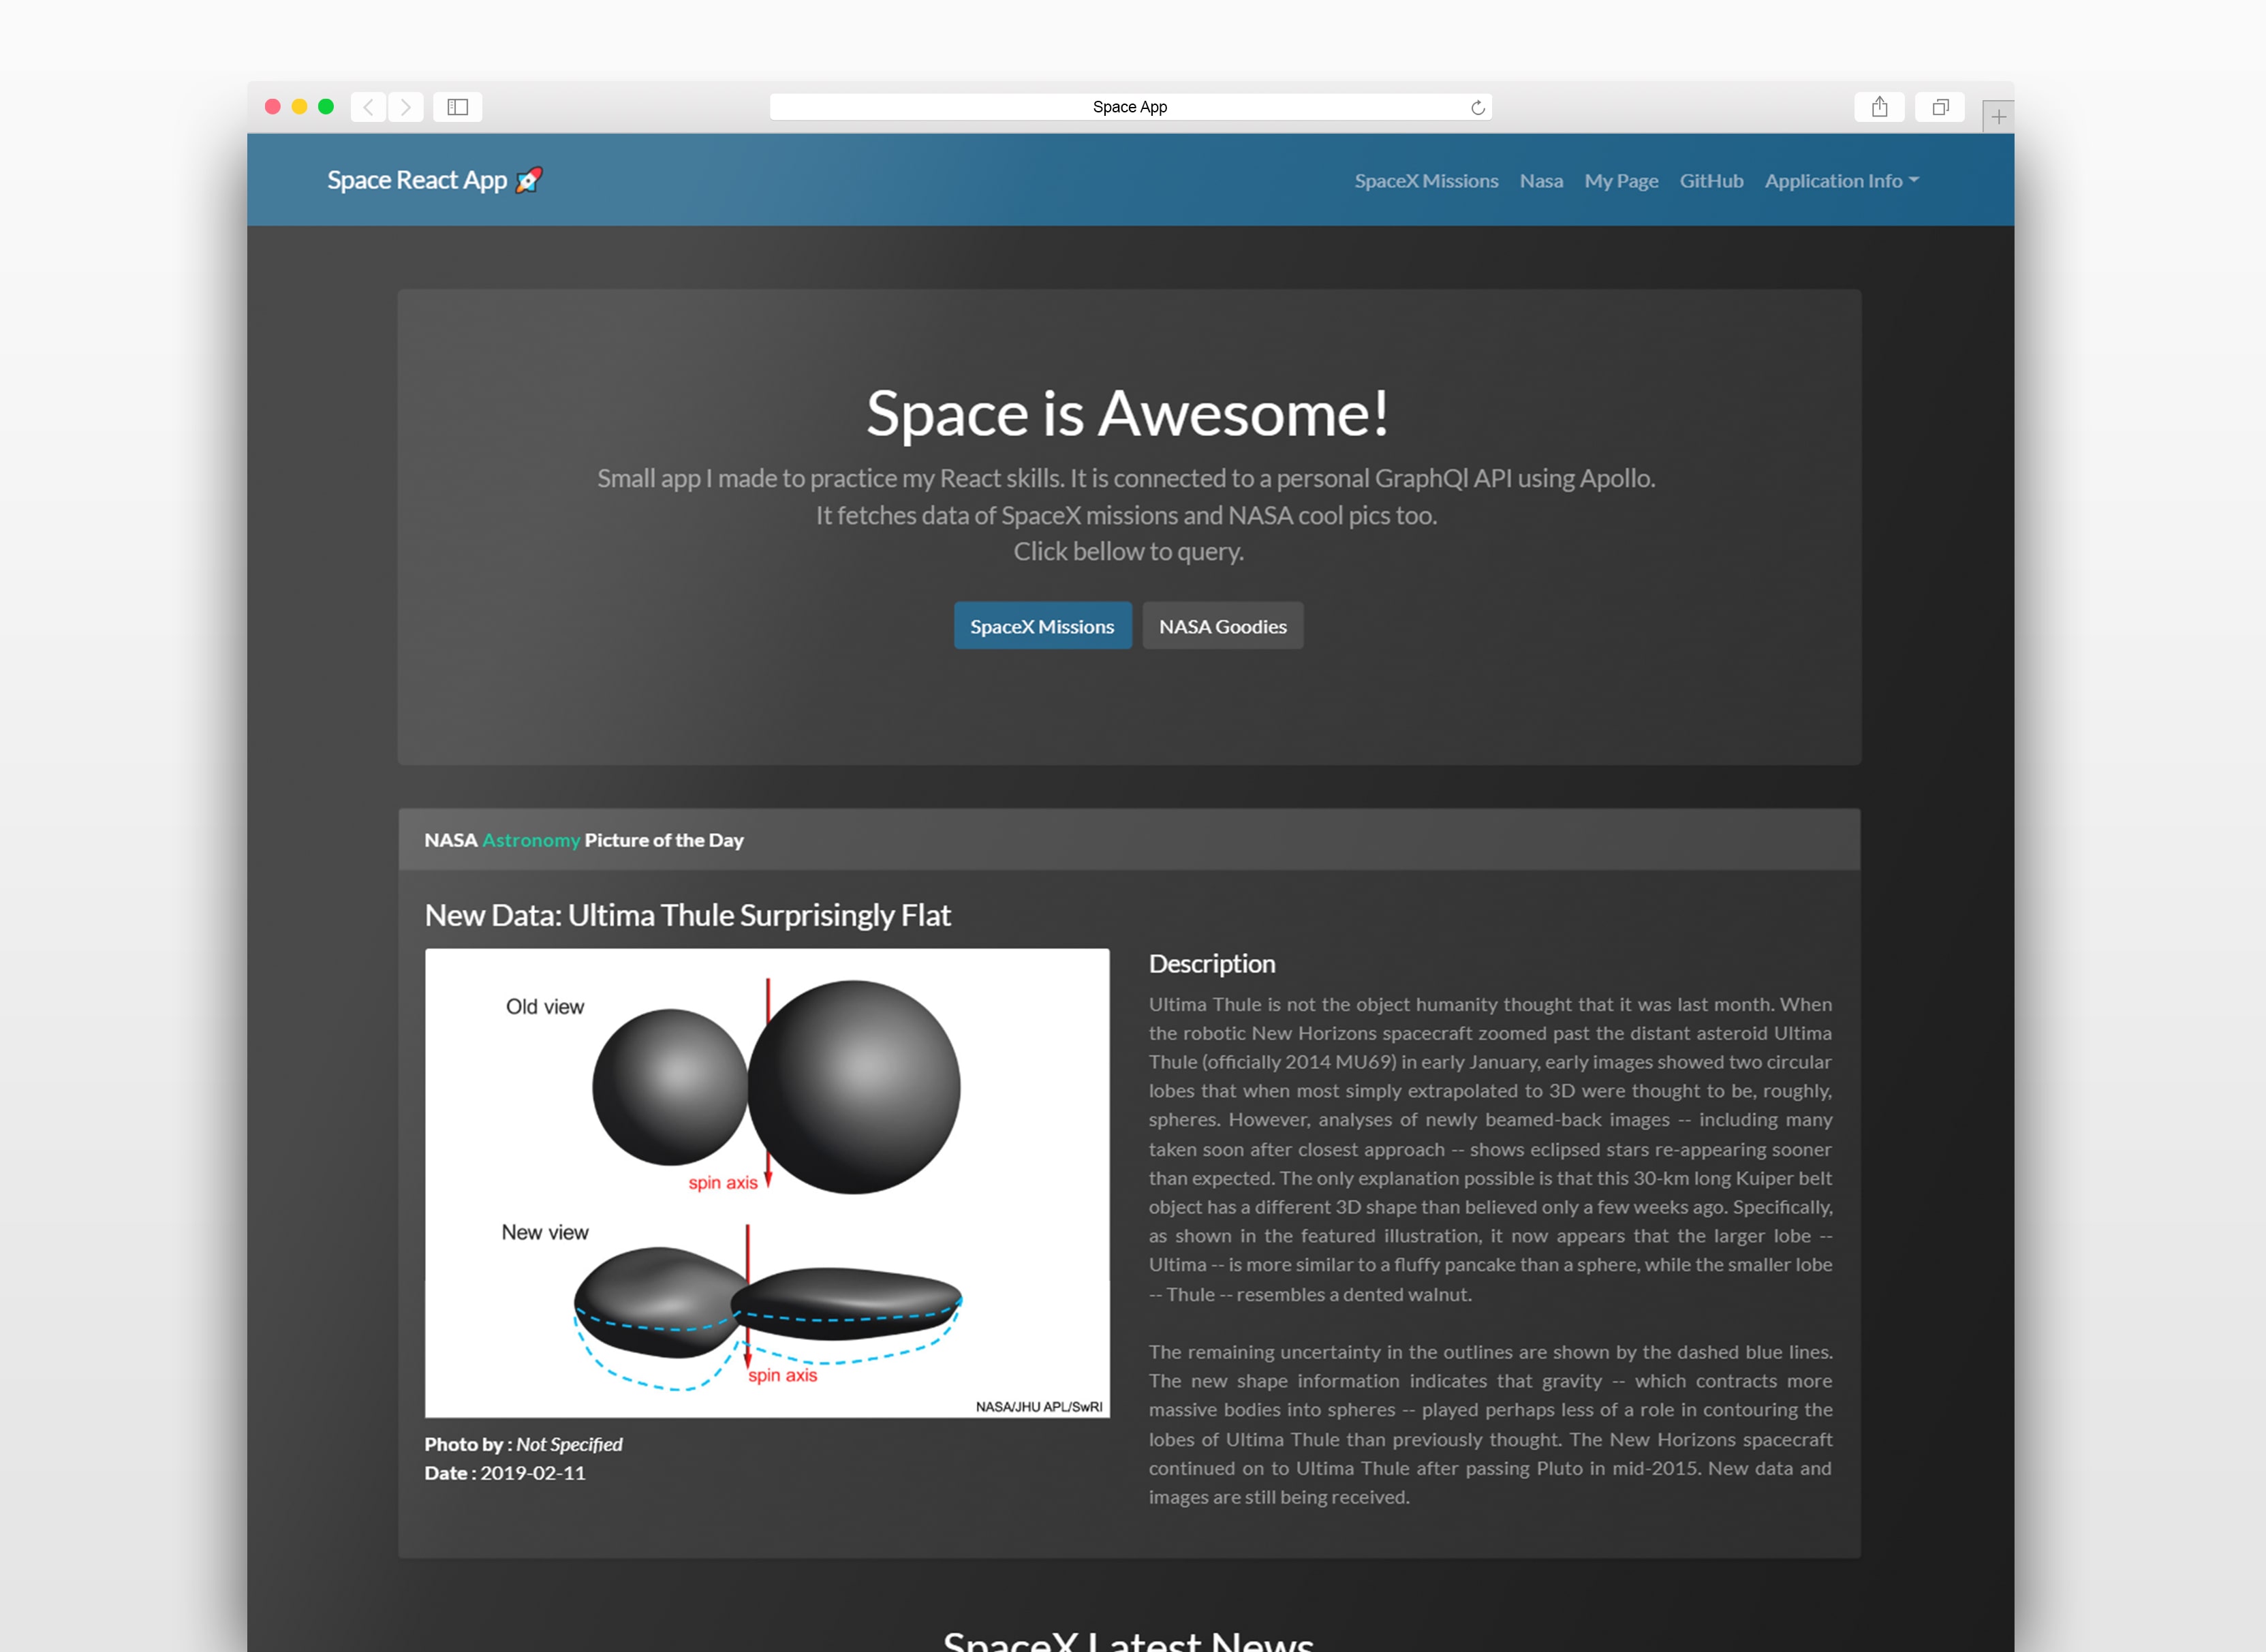 Space App
Space React App
SpaceX Missions Nasa My Page GitHub Application Info
Space is Awesome!
Small app I made to practice my React skills. It is connected to a personal GraphQl API using Apollo.
It fetches data of SpaceX missions and NASA cool pics too.
Click bellow to query.
SpaceX Missions NASA Goodies
NASA Astronomy Picture of the Day
New Data: Ultima Thule Surprisingly Flat
Old view
spin axis
New view
spin axis
NASA/JHU APL/SwRI
Photo by : Not Specified
Date : 2019-02-11
Description
Ultima Thule is not the object humanity thought that it was last month. When
the robotic New Horizons spacecraft zoomed past the distant asteroid Ultima
Thule (officially 2014 MU69) in early January, early images showed two circular
lobes that when most simply extrapolated to 3D were thought to be, roughly,
spheres. However, analyses of newly beamed-back images -- including many
taken soon after closest approach -- shows eclipsed stars re-appearing sooner
than expected. The only explanation possible is that this 30-km long Kuiper belt
object has a different 3D shape than believed only a few weeks ago. Specifically,
as shown in the featured illustration, it now appears that the larger lobe --
Ultima -- is more similar to a fluffy pancake than a sphere, while the smaller lobe
-- Thule -- resembles a dented walnut.
The remaining uncertainty in the outlines are shown by the dashed blue lines.
The new shape information indicates that gravity -- which contracts more
massive bodies into spheres -- played perhaps less of a role in contouring the
lobes of Ultima Thule than previously thought. The New Horizons spacecraft
continued on to Ultima Thule after passing Pluto in mid-2015. New data and
images are still being received.
SpaceX Latest News